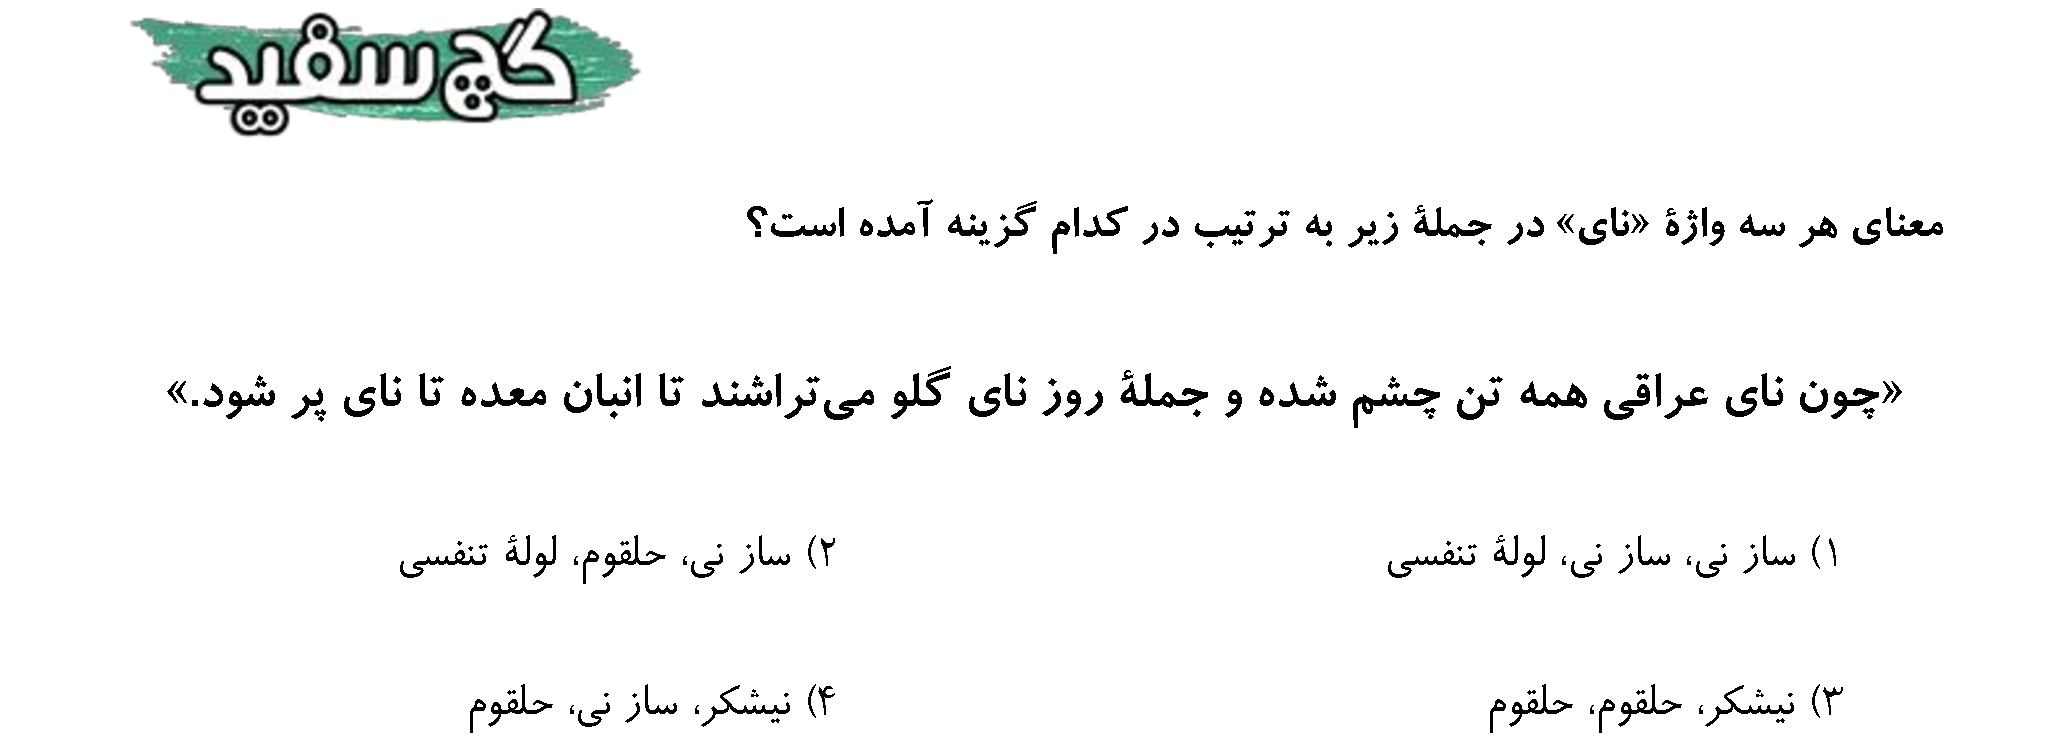 گچ سفید
معنای هر سه واژهٔ «نای» در جملهٔ زیر به ترتیب در کدام گزینه آمده است؟
«چون نای عراقی همه تن چشم شده و جملهٔ روز نای گلو می‌تراشند تا انبان معده تا نای پر شود.»
۱) ساز نی، ساز نی، لولهٔ تنفسی ۲) ساز نی، حلقوم، لولهٔ تنفسی
۳) نیشکر، حلقوم، حلقوم ۴) نیشکر، ساز نی، حلقوم